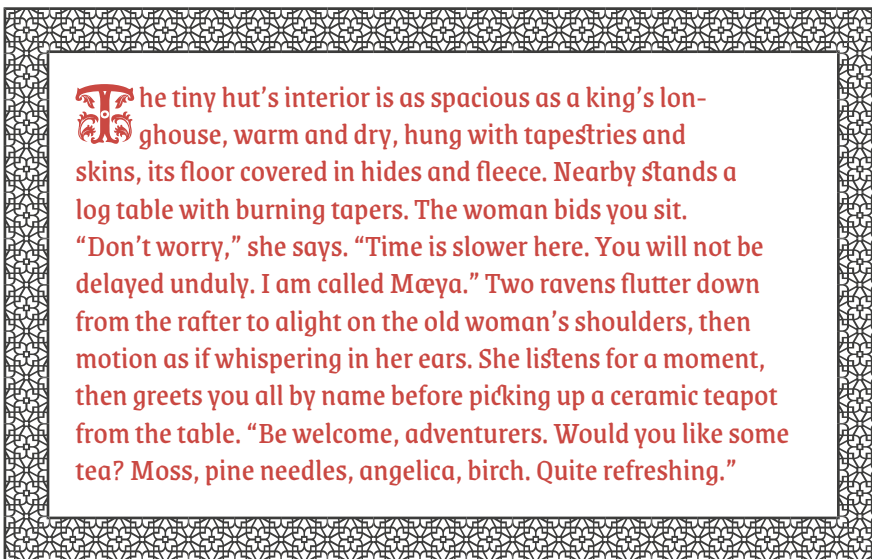 The tiny hut’s interior is as spacious as a king’s lon-
ghouse, warm and dry, hung with tapestries and
skins, its floor covered in hides and fleece. Nearby stands a
log table with burning tapers. The woman bids you sit.
“Don’t worry,” she says. “Time is slower here. You will not be
delayed unduly. I am called Mæya.” Two ravens flutter down
from the rafter to alight on the old woman’s shoulders, then
motion as if whispering in her ears. She listens for a moment,
then greets you all by name before picking up a ceramic teapot
from the table. “Be welcome, adventurers. Would you like some
tea? Moss, pine needles, angelica, birch. Quite refreshing.”